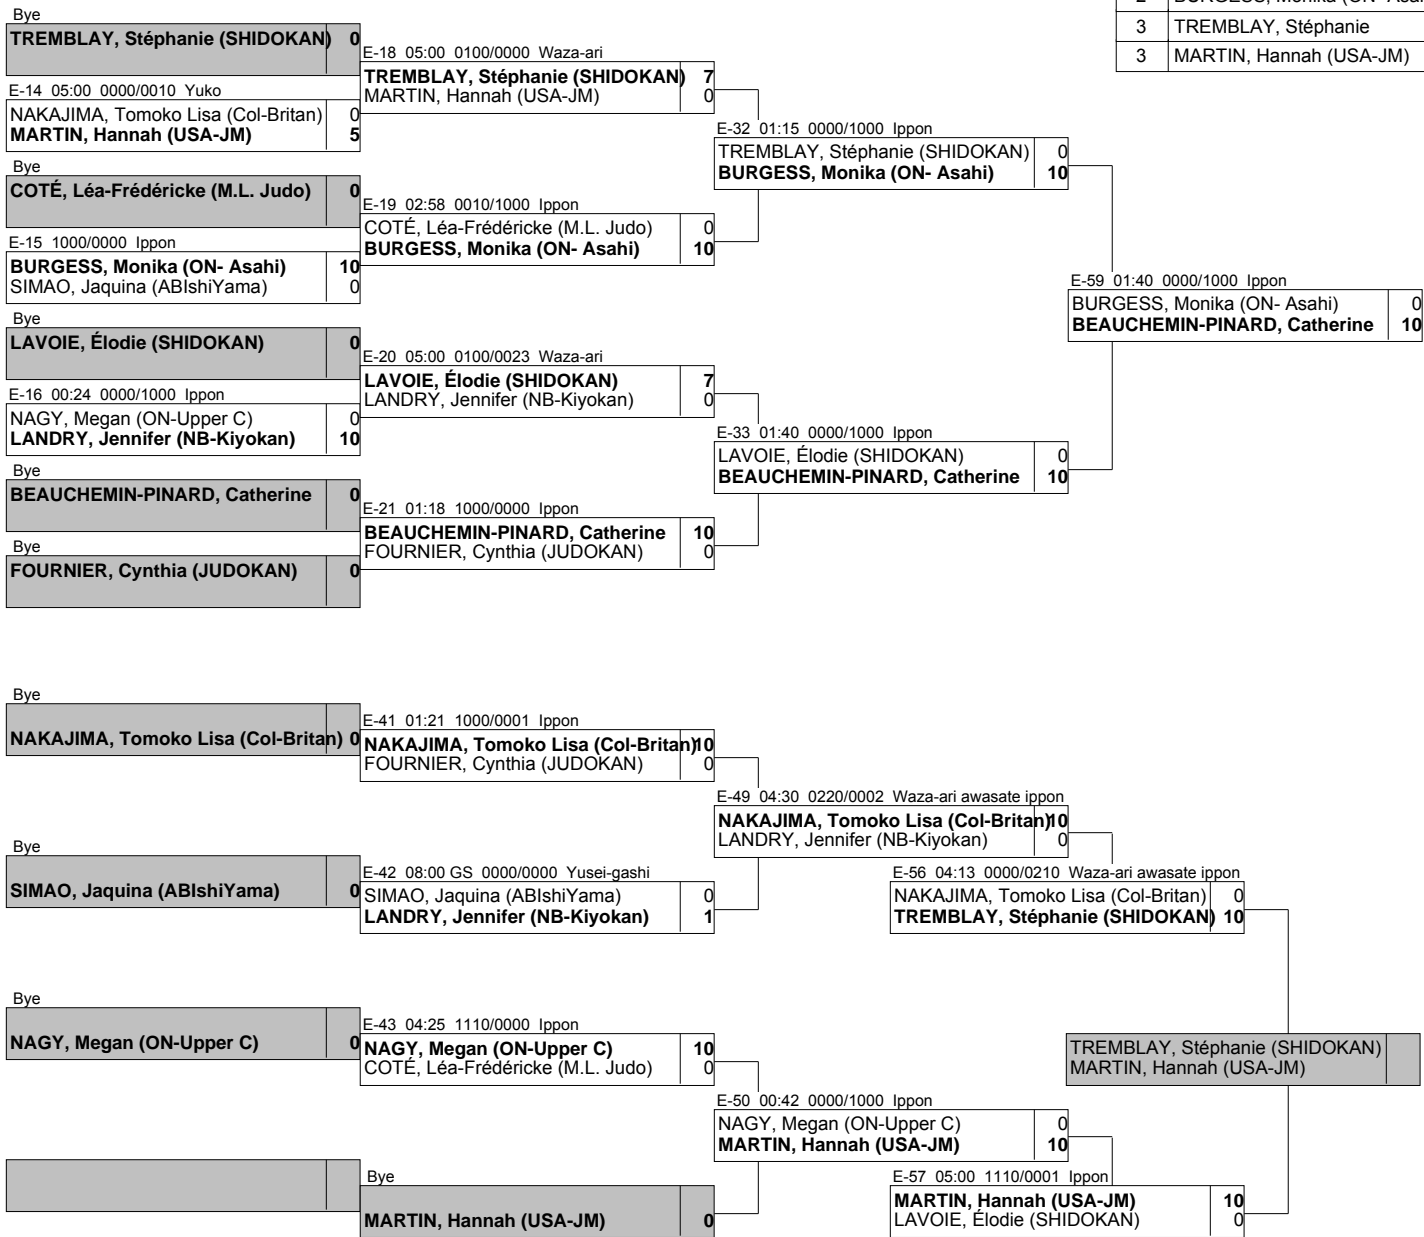 2 BURGESS, Monika (ON- Asahi)
3 TREMBLAY, Stéphanie
3 MARTIN, Hannah (USA-JM)
Bye
TREMBLAY, Stéphanie (SHIDOKAN) 0
E-14 05:00 0000/0010 Yuko
NAKAJIMA, Tomoko Lisa (Col-Britan) 0
MARTIN, Hannah (USA-JM) 5
Bye
COTÉ, Léa-Frédéricke (M.L. Judo) 0
E-15 1000/0000 Ippon
BURGESS, Monika (ON- Asahi) 10
SIMAO, Jaquina (ABIshiYama) 0
Bye
LAVOIE, Élodie (SHIDOKAN) 0
E-16 00:24 0000/1000 Ippon
NAGY, Megan (ON-Upper C) 0
LANDRY, Jennifer (NB-Kiyokan) 10
Bye
BEAUCHEMIN-PINARD, Catherine 0
Bye
FOURNIER, Cynthia (JUDOKAN) 0
E-18 05:00 0100/0000 Waza-ari
TREMBLAY, Stéphanie (SHIDOKAN) 7
MARTIN, Hannah (USA-JM) 0
E-19 02:58 0010/1000 Ippon
COTÉ, Léa-Frédéricke (M.L. Judo) 0
BURGESS, Monika (ON- Asahi) 10
E-20 05:00 0100/0023 Waza-ari
LAVOIE, Élodie (SHIDOKAN) 7
LANDRY, Jennifer (NB-Kiyokan) 0
E-21 01:18 1000/0000 Ippon
BEAUCHEMIN-PINARD, Catherine 10
FOURNIER, Cynthia (JUDOKAN) 0
E-32 01:15 0000/1000 Ippon
TREMBLAY, Stéphanie (SHIDOKAN) 0
BURGESS, Monika (ON- Asahi) 10
E-33 01:40 0000/1000 Ippon
LAVOIE, Élodie (SHIDOKAN) 0
BEAUCHEMIN-PINARD, Catherine 10
E-59 01:40 0000/1000 Ippon
BURGESS, Monika (ON- Asahi) 0
BEAUCHEMIN-PINARD, Catherine 10
Bye
NAKAJIMA, Tomoko Lisa (Col-Britan) 0
Bye
SIMAO, Jaquina (ABIshiYama) 0
Bye
NAGY, Megan (ON-Upper C) 0
E-41 01:21 1000/0001 Ippon
NAKAJIMA, Tomoko Lisa (Col-Britan) 10
FOURNIER, Cynthia (JUDOKAN) 0
E-42 08:00 GS 0000/0000 Yusei-gashi
SIMAO, Jaquina (ABIshiYama) 0
LANDRY, Jennifer (NB-Kiyokan) 1
E-43 04:25 1110/0000 Ippon
NAGY, Megan (ON-Upper C) 10
COTÉ, Léa-Frédéricke (M.L. Judo) 0
Bye
MARTIN, Hannah (USA-JM) 0
E-49 04:30 0220/0002 Waza-ari awasate ippon
NAKAJIMA, Tomoko Lisa (Col-Britan) 10
LANDRY, Jennifer (NB-Kiyokan) 0
E-50 00:42 0000/1000 Ippon
NAGY, Megan (ON-Upper C) 0
MARTIN, Hannah (USA-JM) 10
E-56 04:13 0000/0210 Waza-ari awasate ippon
NAKAJIMA, Tomoko Lisa (Col-Britan) 0
TREMBLAY, Stéphanie (SHIDOKAN) 10
E-57 05:00 1110/0001 Ippon
MARTIN, Hannah (USA-JM) 10
LAVOIE, Élodie (SHIDOKAN) 0
TREMBLAY, Stéphanie (SHIDOKAN)
MARTIN, Hannah (USA-JM)